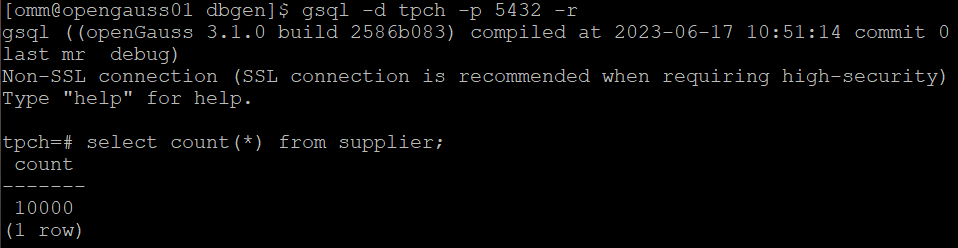 [omm@opengauss01 dbgen]$ gsql -d tpch -p 5432 -r
gsql ((openGauss 3.1.0 build 2586b083) compiled at 2023-06-17 10:51:14 commit 0
last mr  debug)
Non-SSL connection (SSL connection is recommended when requiring high-security)
Type "help" for help.

tpch=# select count(*) from supplier;
 count
-------
 10000
(1 row)